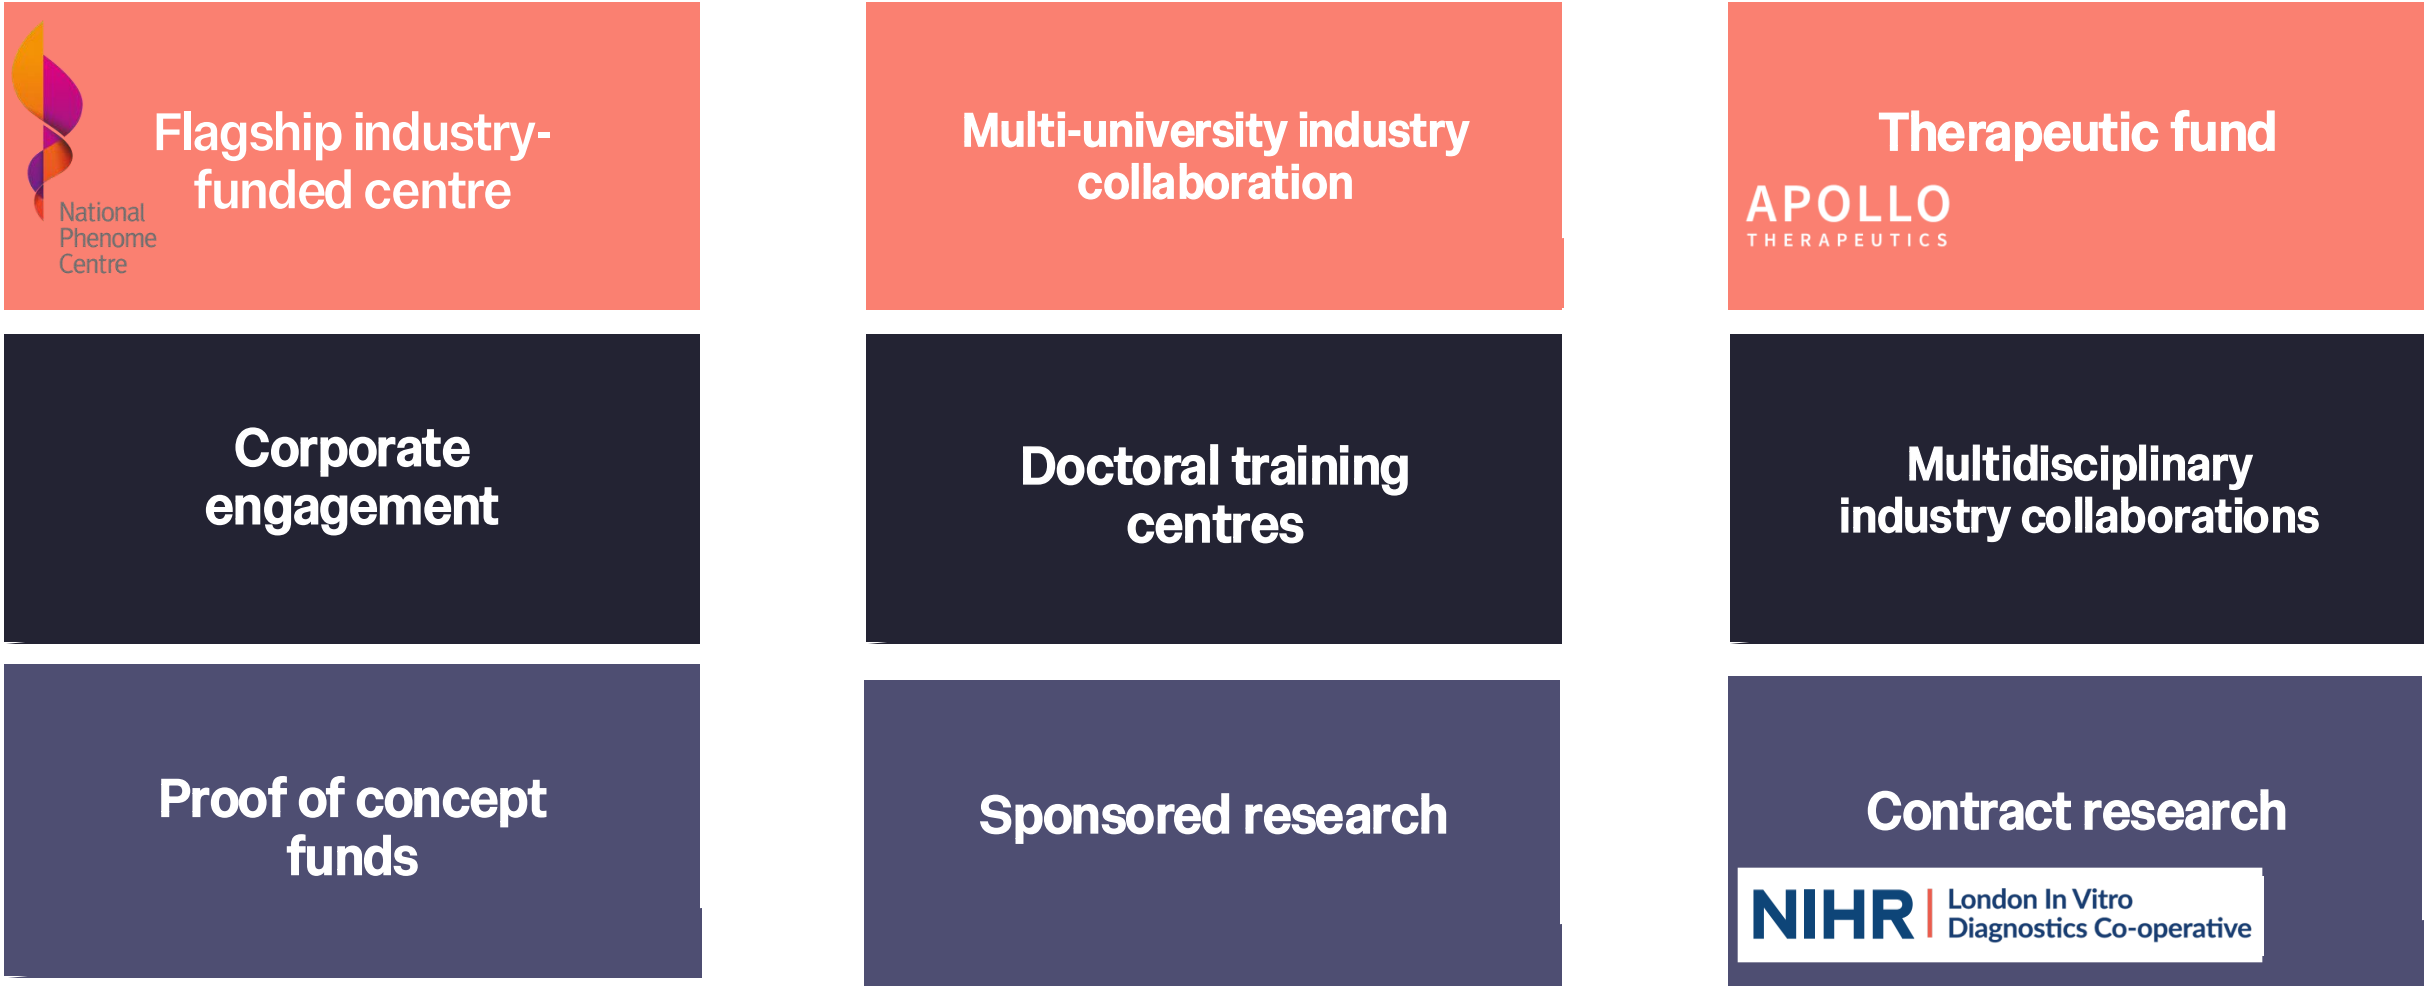 Flagship industry-
funded centre
National
Phenome
Centre
Multi-university industry
collaboration
Therapeutic fund
APOLLO
THERAPEUTICS
Corporate
engagement
Doctoral training
centres
Multidisciplinary
industry collaborations
Proof of concept
funds
Sponsored research
Contract research
NIHR
London In Vitro
Diagnostics Co-operative